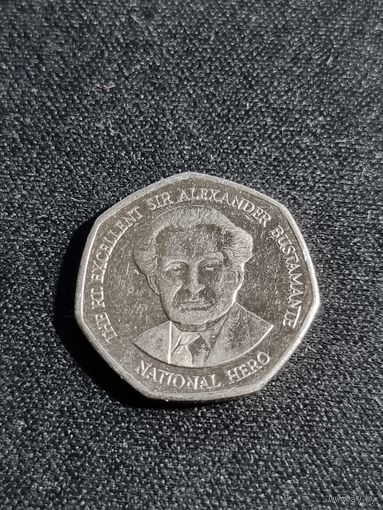 THE RT EXCELLENT SIR ALEXANDER BUSTAMANTE
NATIONAL HERO